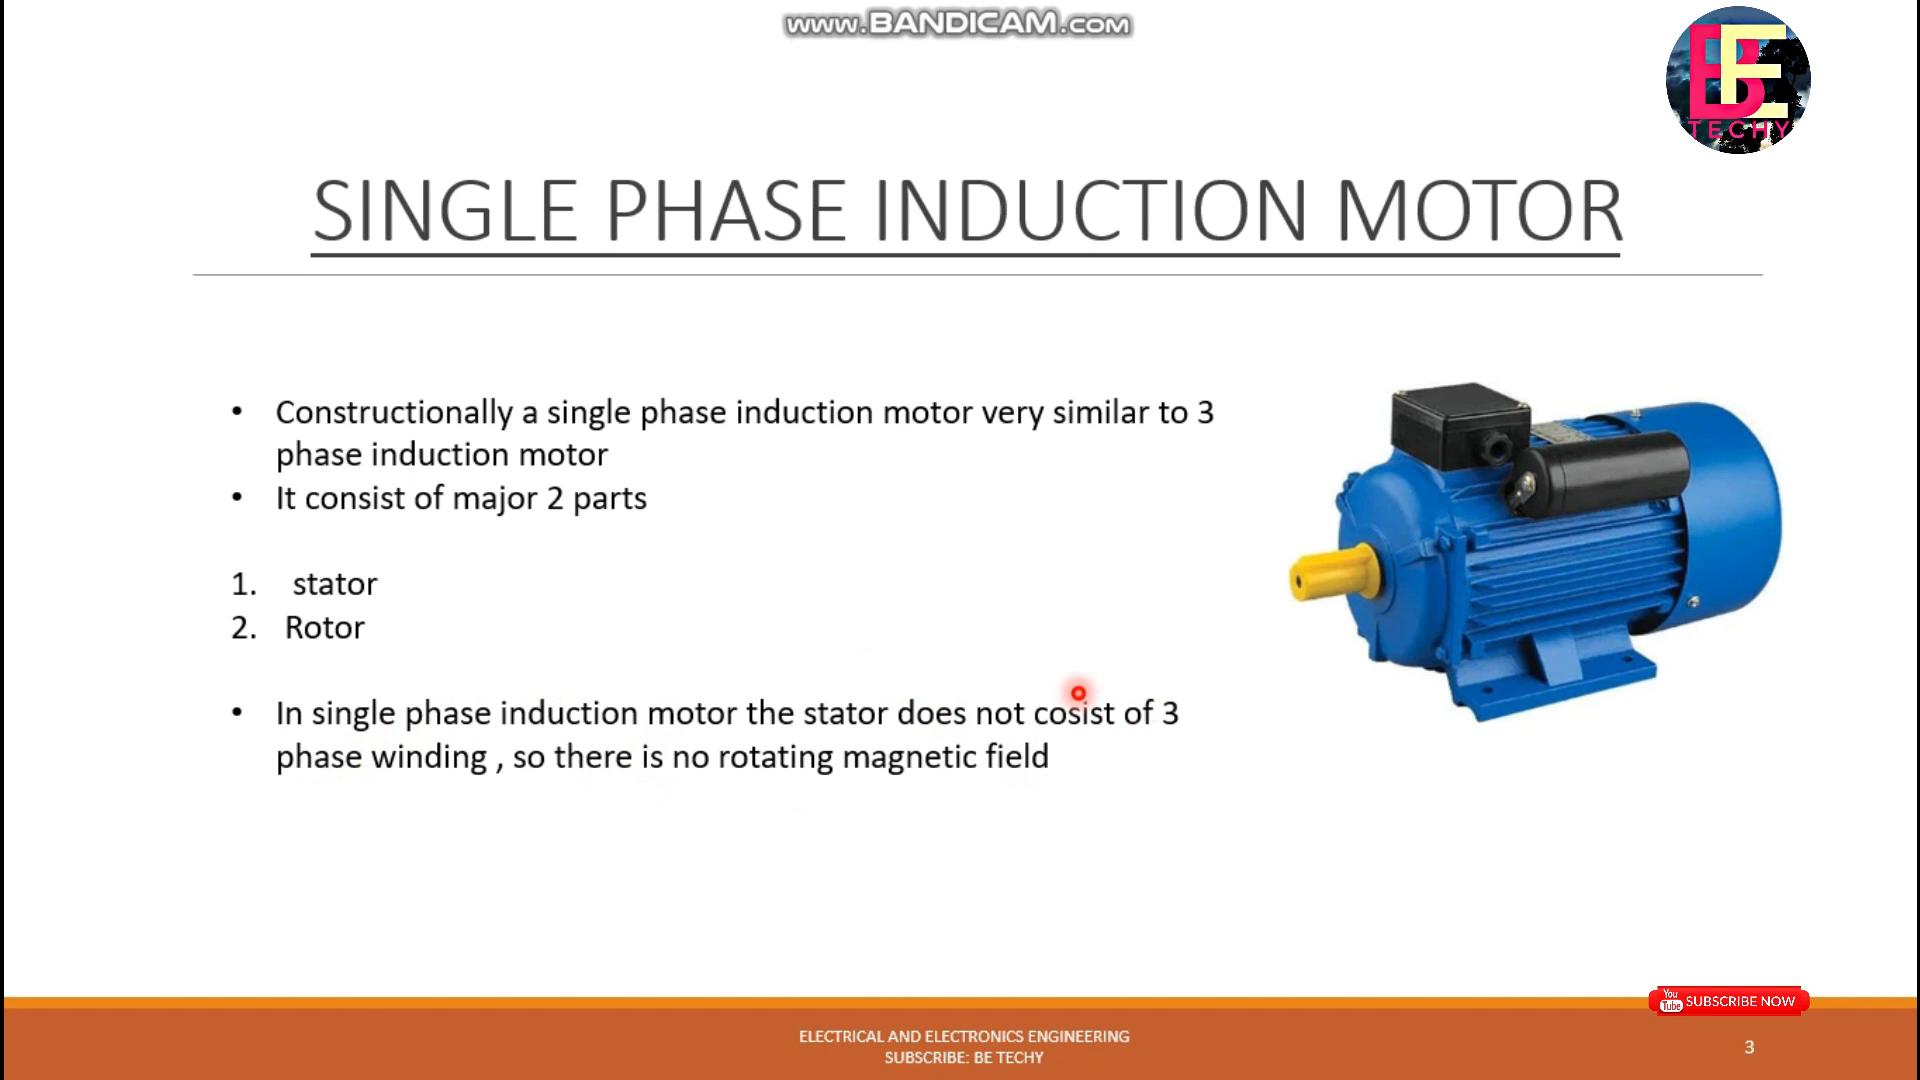 www.BANDICAM.com
BE
TECHY
SINGLE PHASE INDUCTION MOTOR
• Constructionally a single phase induction motor very similar to 3
phase induction motor
• It consist of major 2 parts
1. stator
2. Rotor
• In single phase induction motor the stator does not cosist of 3
phase winding , so there is no rotating magnetic field
You
Tube
SUBSCRIBE NOW
ELECTRICAL AND ELECTRONICS ENGINEERING
SUBSCRIBE: BE TECHY
3